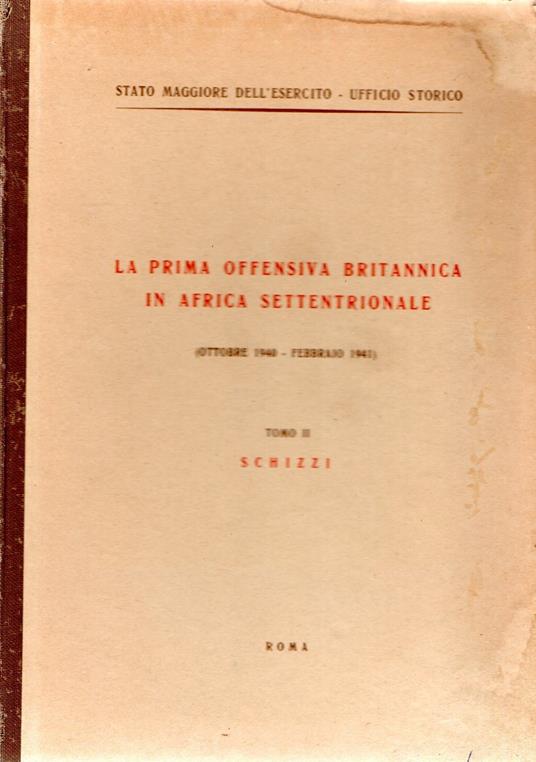 STATO MAGGIORE DELL'ESERCITO - UFFICIO STORICO
LA PRIMA OFFENSIVA BRITANNICA
IN AFRICA SETTENTRIONALE
(OTTOBRE 1940 - FEBBRAIO 1941)
TOMO II
SCHIZZI
ROMA